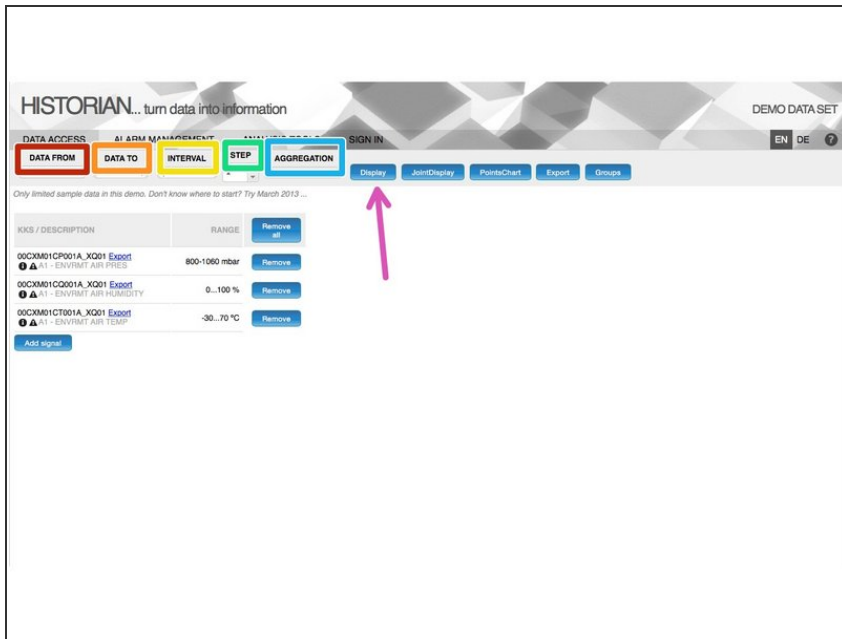 HISTORIAN... turn data into information
DEMO DATA SET
DATA ACCESS ALARM MANAGEMENT ANALYSIS TOOLS SIGN IN EN DE ?
DATA FROM DATA TO INTERVAL STEP AGGREGATION
Display JointDisplay PointsChart Export Groups
Only limited sample data in this demo. Don't know where to start? Try March 2013 ...
KKS / DESCRIPTION RANGE Remove all
00CXM01CP001A_XQ01 Export
A1 - ENVRMT AIR PRES 800-1060 mbar Remove
00CXM01CQ001A_XQ01 Export
A1 - ENVRMT AIR HUMIDITY 0...100 % Remove
00CXM01CT001A_XQ01 Export
A1 - ENVRMT AIR TEMP -30...70 °C Remove
Add signal